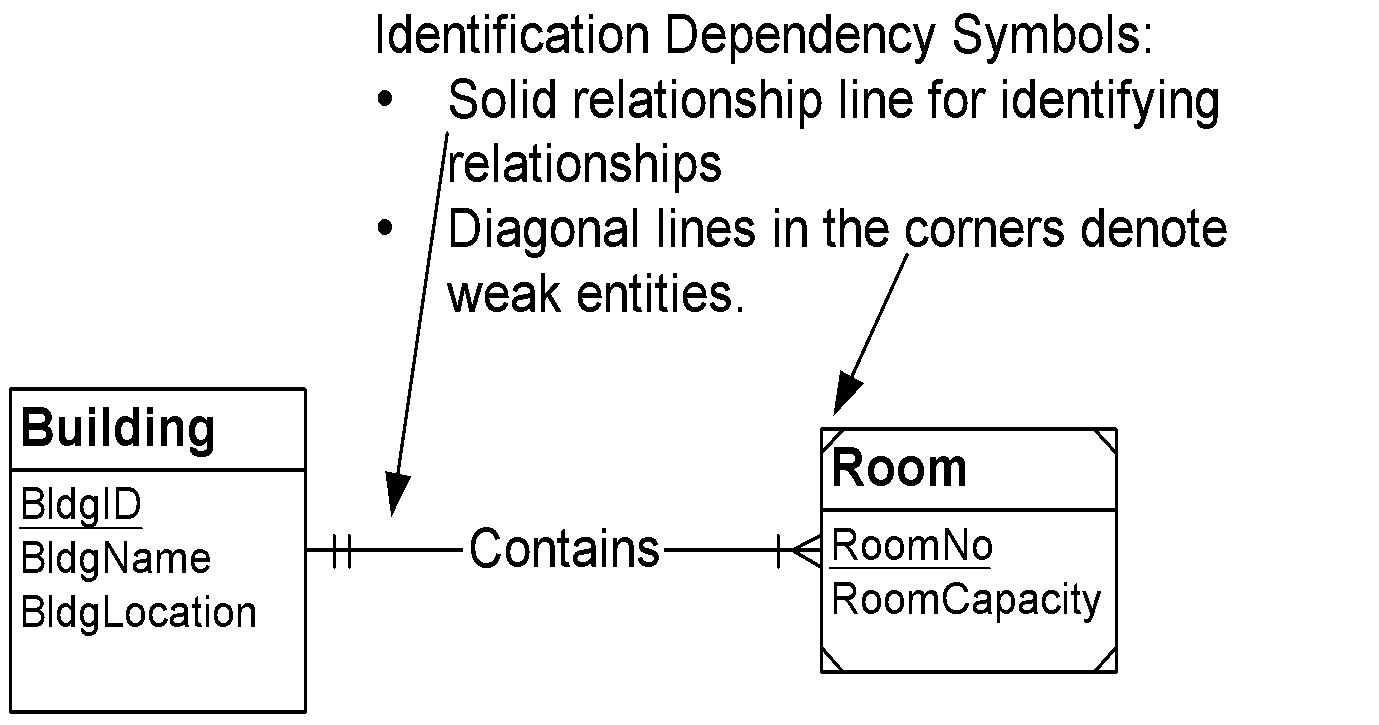 Identification Dependency Symbols:
• Solid relationship line for identifying
relationships
• Diagonal lines in the corners denote
weak entities.
Building
BldgID
BldgName
BldgLocation
Contains
Room
RoomNo
RoomCapacity